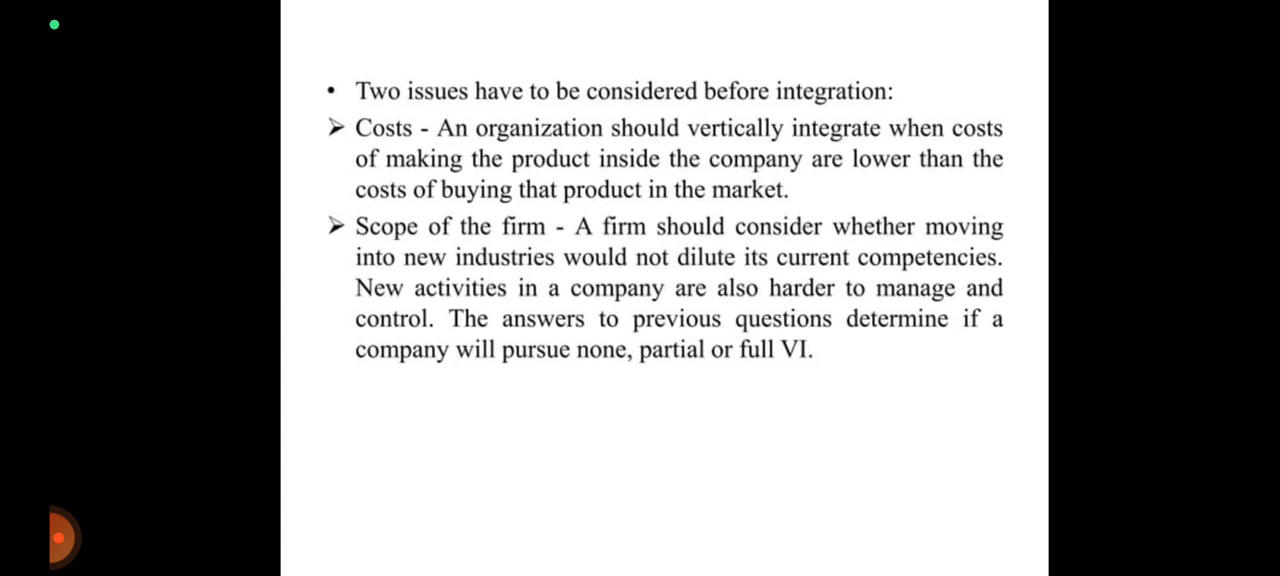 • Two issues have to be considered before integration:
➢ Costs - An organization should vertically integrate when costs
of making the product inside the company are lower than the
costs of buying that product in the market.
➢ Scope of the firm - A firm should consider whether moving
into new industries would not dilute its current competencies.
New activities in a company are also harder to manage and
control. The answers to previous questions determine if a
company will pursue none, partial or full VI.